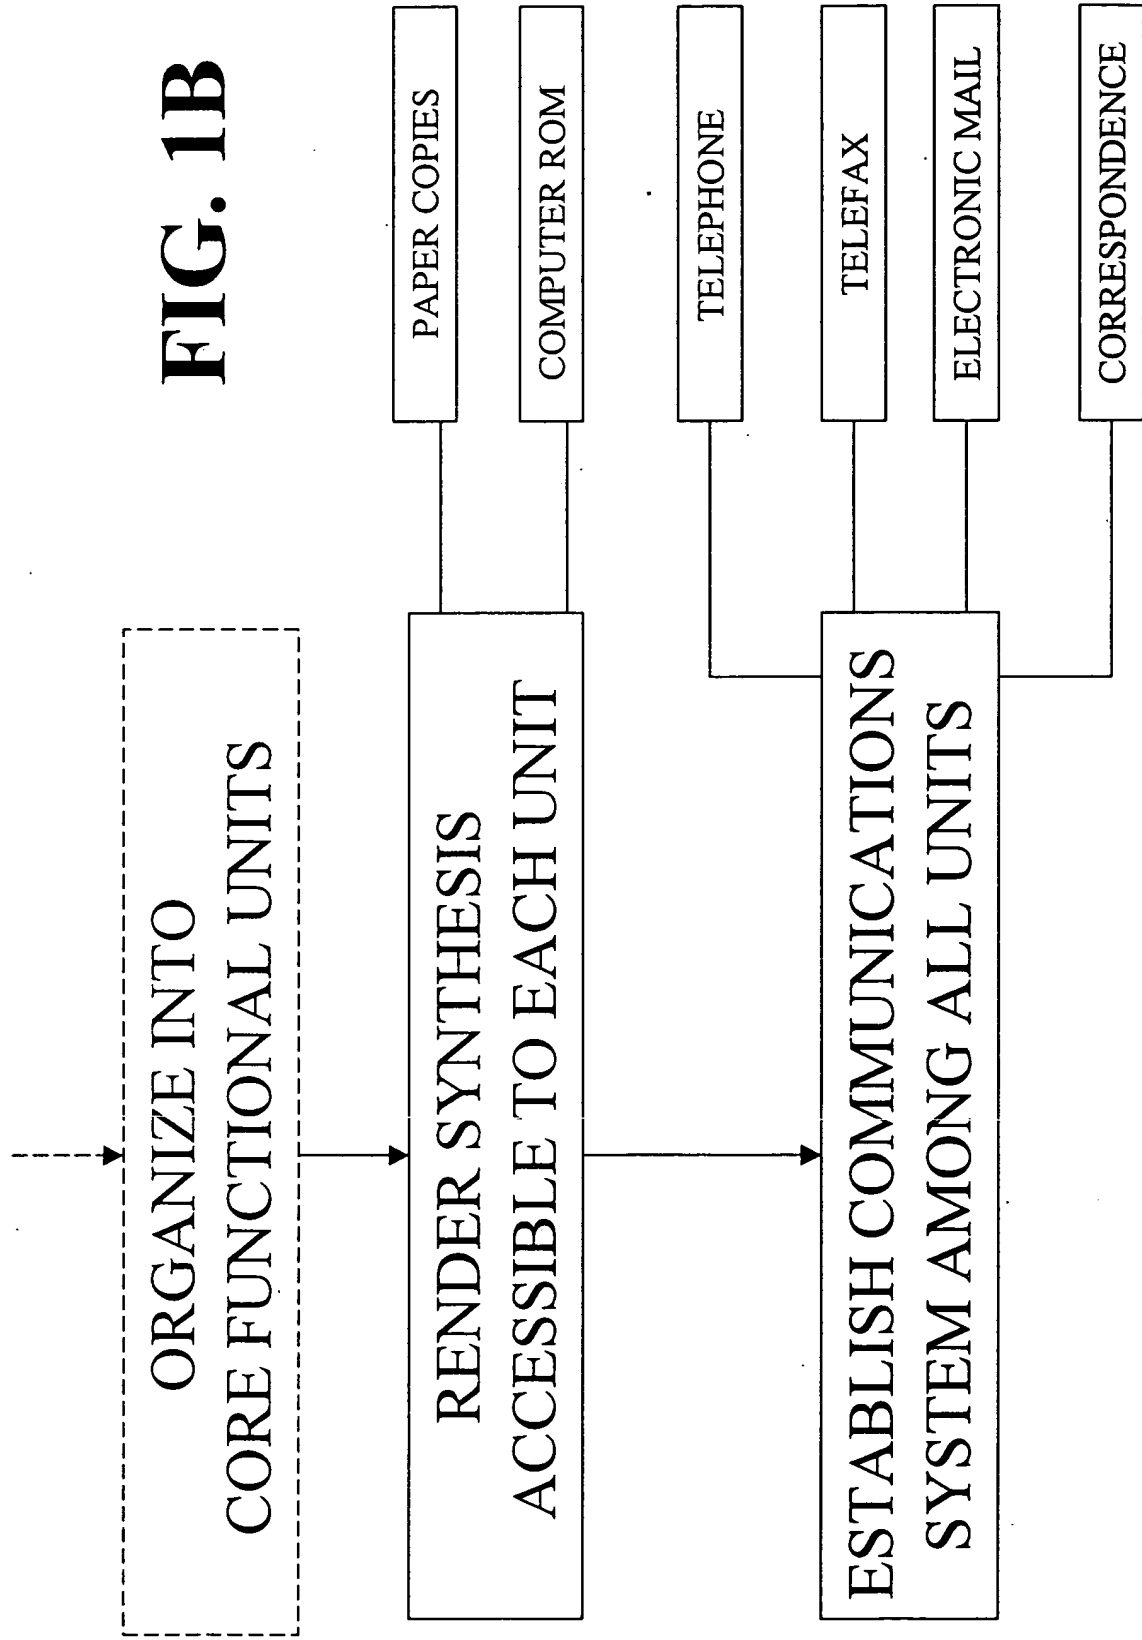 FIG. 1B
ORGANIZE INTO
CORE FUNCTIONAL UNITS
RENDER SYNTHESIS
ACCESSIBLE TO EACH UNIT
PAPER COPIES
COMPUTER ROM
ESTABLISH COMMUNICATIONS
SYSTEM AMONG ALL UNITS
TELEPHONE
TELEFAX
ELECTRONIC MAIL
CORRESPONDENCE